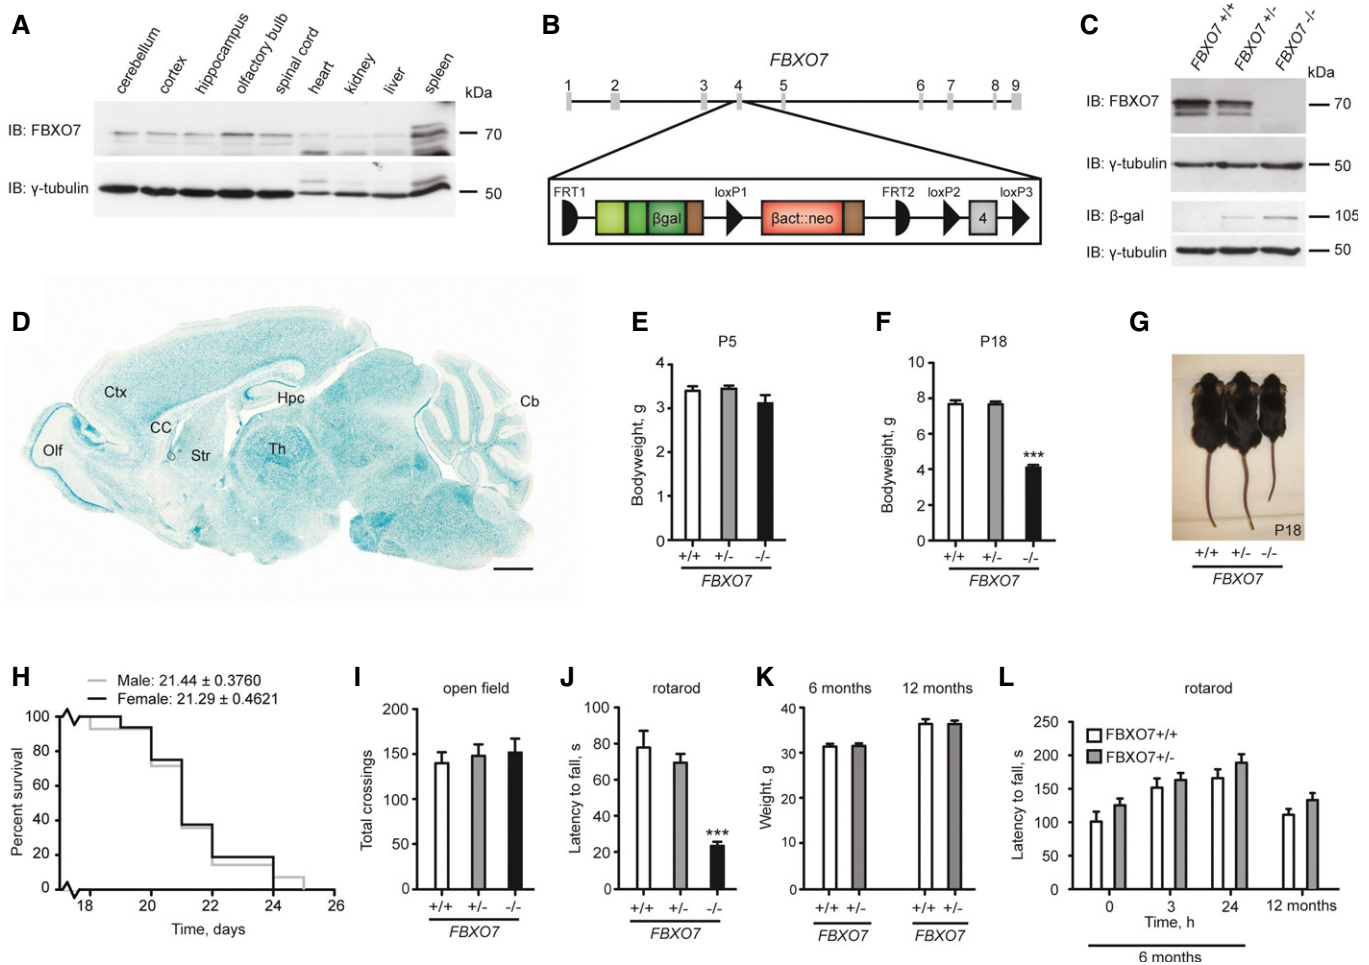 A
cerebellum
cortex
hippocampus
olfactory bulb
spinal cord
heart
kidney
liver
spleen
kDa
IB: FBXO7
70
IB: γ-tubulin
50
B
FBXO7
1 2 3 4 5 6 7 8 9
FRT1 loxP1 FRT2 loxP2 loxP3
βgal βact::neo 4
C
FBXO7 +/+
FBXO7 +/-
FBXO7 -/-
kDa
IB: FBXO7
70
IB: γ-tubulin
50
IB: β-gal
105
IB: γ-tubulin
50
D
Ctx
CC
Hpc
Cb
Olf
Str
Th
E
P5
Bodyweight, g
4
3
2
1
0
+/+ +/- -/-
FBXO7
F
P18
Bodyweight, g
10
8
6
4
2
0
***
+/+ +/- -/-
FBXO7
G
P18
+/+ +/- -/-
FBXO7
H
Male: 21.44 ± 0.3760
Female: 21.29 ± 0.4621
Percent survival
100
80
60
40
20
0
18 20 22 24 26
Time, days
I
open field
Total crossings
200
150
100
50
0
+/+ +/- -/-
FBXO7
J
rotarod
Latency to fall, s
100
80
60
40
20
0
***
+/+ +/- -/-
FBXO7
K
6 months 12 months
Weight, g
40
30
20
10
0
+/+ +/- +/+ +/-
FBXO7 FBXO7
L
rotarod
Latency to fall, s
250
200
150
100
50
0
FBXO7+/+
FBXO7+/-
0 3 24 12 months
Time, h
6 months